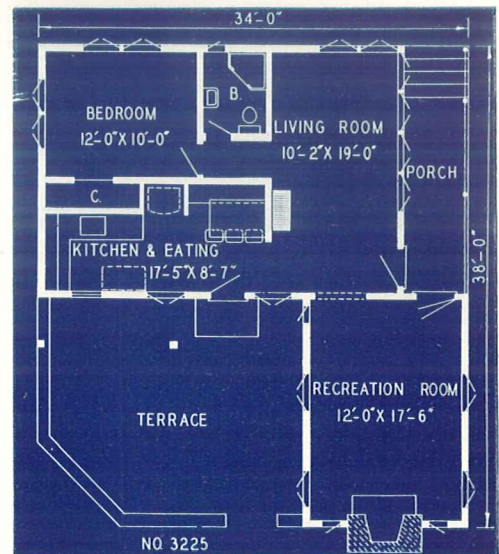 34'-0"
BEDROOM
12'-0"X 10'-0"
B.
LIVING ROOM
10'-2"X 19'-0"
PORCH
C.
KITCHEN & EATING
17'-5"X 8'-7"
38'-0"
RECREATION ROOM
12'-0"X 17'-6"
TERRACE
NO. 3225